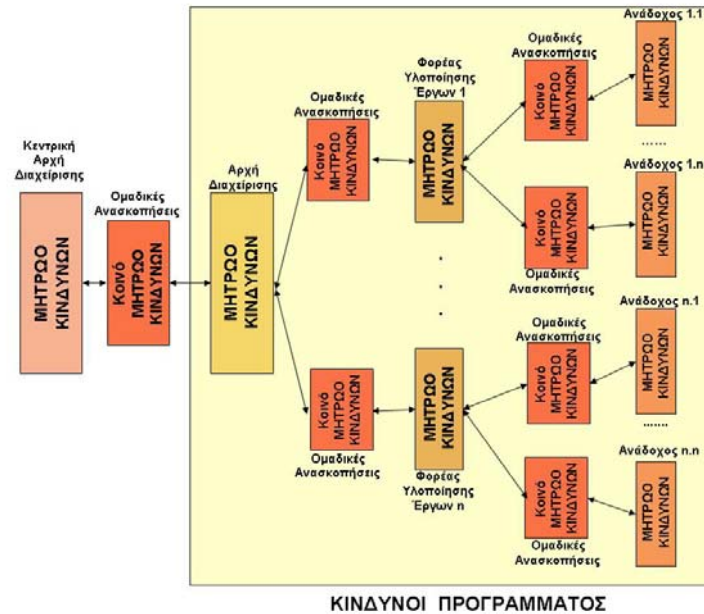 Κεντρική
Αρχή
Διαχείρισης
ΜΗΤΡΩΟ
ΚΙΝΔΥΝΩΝ
Ομαδικές
Ανασκοπήσεις
Κοινό
ΜΗΤΡΩΟ
ΚΙΝΔΥΝΩΝ
Αρχή
Διαχείρισης
ΜΗΤΡΩΟ
ΚΙΝΔΥΝΩΝ
Ομαδικές
Ανασκοπήσεις
Κοινό
ΜΗΤΡΩΟ
ΚΙΝΔΥΝΩΝ
Φορέας
Υλοποίησης
Έργων 1
ΜΗΤΡΩΟ
ΚΙΝΔΥΝΩΝ
Ομαδικές
Ανασκοπήσεις
Κοινό
ΜΗΤΡΩΟ
ΚΙΝΔΥΝΩΝ
Ανάδοχος 1.1
ΜΗΤΡΩΟ
ΚΙΝΔΥΝΩΝ
......
Ανάδοχος 1.n
ΜΗΤΡΩΟ
ΚΙΝΔΥΝΩΝ
Κοινό
ΜΗΤΡΩΟ
ΚΙΝΔΥΝΩΝ
Ομαδικές
Ανασκοπήσεις
Κοινό
ΜΗΤΡΩΟ
ΚΙΝΔΥΝΩΝ
Ομαδικές
Ανασκοπήσεις
ΜΗΤΡΩΟ
ΚΙΝΔΥΝΩΝ
Φορέας
Υλοποίησης
Έργων n
Ομαδικές
Ανασκοπήσεις
Κοινό
ΜΗΤΡΩΟ
ΚΙΝΔΥΝΩΝ
Ανάδοχος n.1
ΜΗΤΡΩΟ
ΚΙΝΔΥΝΩΝ
.......
Ανάδοχος n.n
ΜΗΤΡΩΟ
ΚΙΝΔΥΝΩΝ
Κοινό
ΜΗΤΡΩΟ
ΚΙΝΔΥΝΩΝ
Ομαδικές
Ανασκοπήσεις
ΚΙΝΔΥΝΟΙ ΠΡΟΓΡΑΜΜΑΤΟΣ